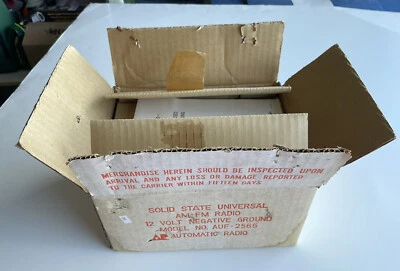 MERCHANDISE HEREIN SHOULD BE INSPECTED UPON
ARRIVAL AND ANY LOSS OR DAMAGE REPORTED
TO THE CARRIER WITHIN FIFTEEN DAYS
SOLID STATE UNIVERSAL
AM/FM RADIO
12 VOLT NEGATIVE GROUND
MODEL NO. AUF-2565
AUTOMATIC RADIO